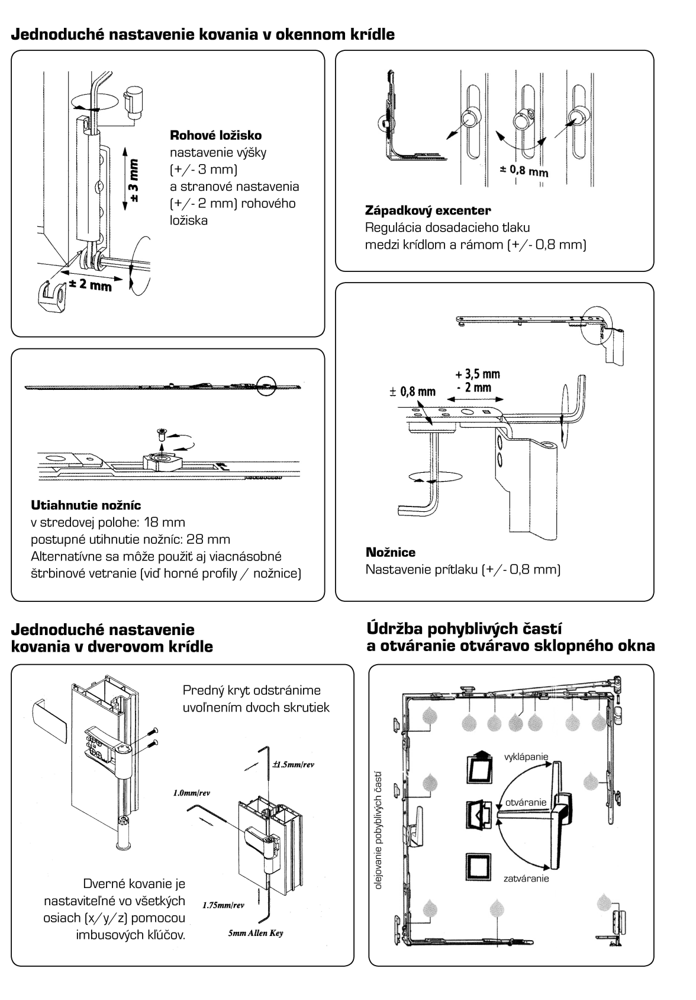 Jednoduché nastavenie kovania v okennom krídle
± 3 mm
± 2 mm
Rohové ložisko
nastavenie výšky
(+/- 3 mm)
a stranové nastavenia
(+/- 2 mm) rohového
ložiska
± 0,8 mm
Západkový excenter
Regulácia dosadacieho tlaku
medzi krídlom a rámom (+/- 0,8 mm)
Utiahnutie nožníc
v stredovej polohe: 18 mm
postupné utihnutie nožníc: 28 mm
Alternatívne sa môže použiť aj viacnásobné
štrbinové vetranie (viď horné profily / nožnice)
+ 3,5 mm
- 2 mm
± 0,8 mm
Nožnice
Nastavenie prítlaku (+/- 0,8 mm)
Jednoduché nastavenie
kovania v dverovom krídle
Predný kryt odstránime
uvoľnením dvoch skrutiek
±1.5mm/rev
1.0mm/rev
1.75mm/rev
5mm Allen Key
Dverné kovanie je
nastaviteľné vo všetkých
osiach (x/y/z) pomocou
imbusových kľúčov.
Údržba pohyblivých častí
a otváranie otváravo sklopného okna
olejovanie pobyblivých častí
vyklápanie
otváranie
zatváranie